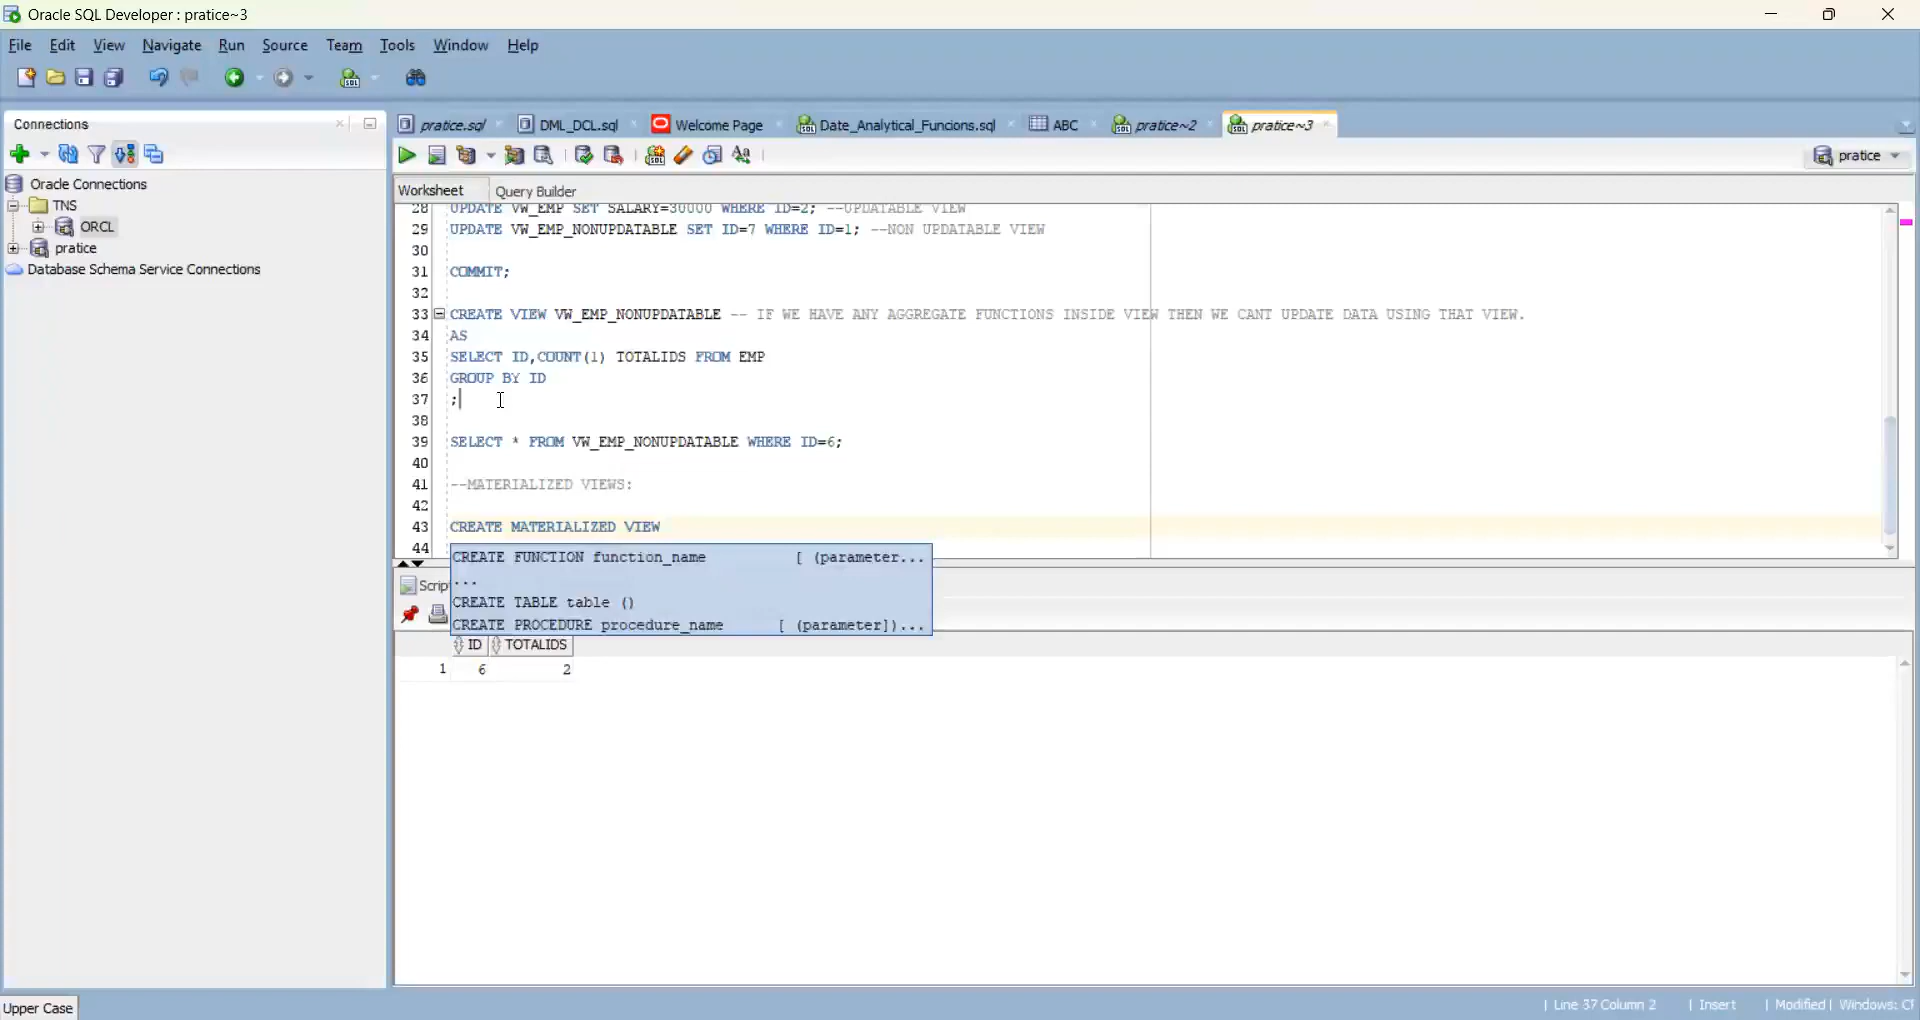 Oracle SQL Developer : pratice~3
File Edit View Navigate Run Source Team Tools Window Help
Connections
pratice.sql DML_DCL.sql Welcome Page Date_Analytical_Funcions.sql ABC pratice~2 pratice~3
pratice
Worksheet Query Builder
Oracle Connections
TNS
ORCL
pratice
Database Schema Service Connections
28 UPDATE VW_EMP SET SALARY=30000 WHERE ID=2; --UPDATABLE VIEW
29 UPDATE VW_EMP_NONUPDATABLE SET ID=7 WHERE ID=1; --NON UPDATABLE VIEW
30
31 COMMIT;
32
33 CREATE VIEW VW_EMP_NONUPDATABLE -- IF WE HAVE ANY AGGREGATE FUNCTIONS INSIDE VIEW THEN WE CANT UPDATE DATA USING THAT VIEW.
34 AS
35 SELECT ID,COUNT(1) TOTALIDS FROM EMP
36 GROUP BY ID
37 ;
38
39 SELECT * FROM VW_EMP_NONUPDATABLE WHERE ID=6;
40
41 --MATERIALIZED VIEWS:
42
43 CREATE MATERIALIZED VIEW
44
CREATE FUNCTION function_name [ (parameter...
...
CREATE TABLE table ()
CREATE PROCEDURE procedure_name [ (parameter])...
Scrip
ID TOTALIDS
1 6 2
Upper Case
Line 37 Column 2 | Insert | Modified | Windows: C